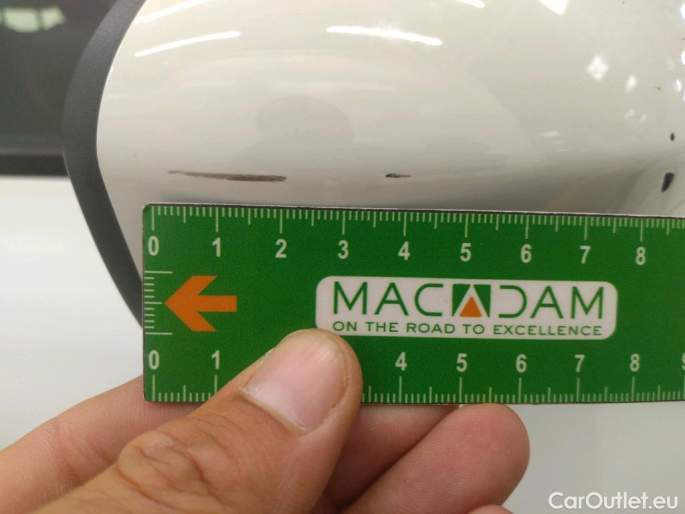 0 1 2 3 4 5 6 7 8
MACADAM
ON THE ROAD TO EXCELLENCE
0 1 4 5 6 7 8
CarOutlet.eu